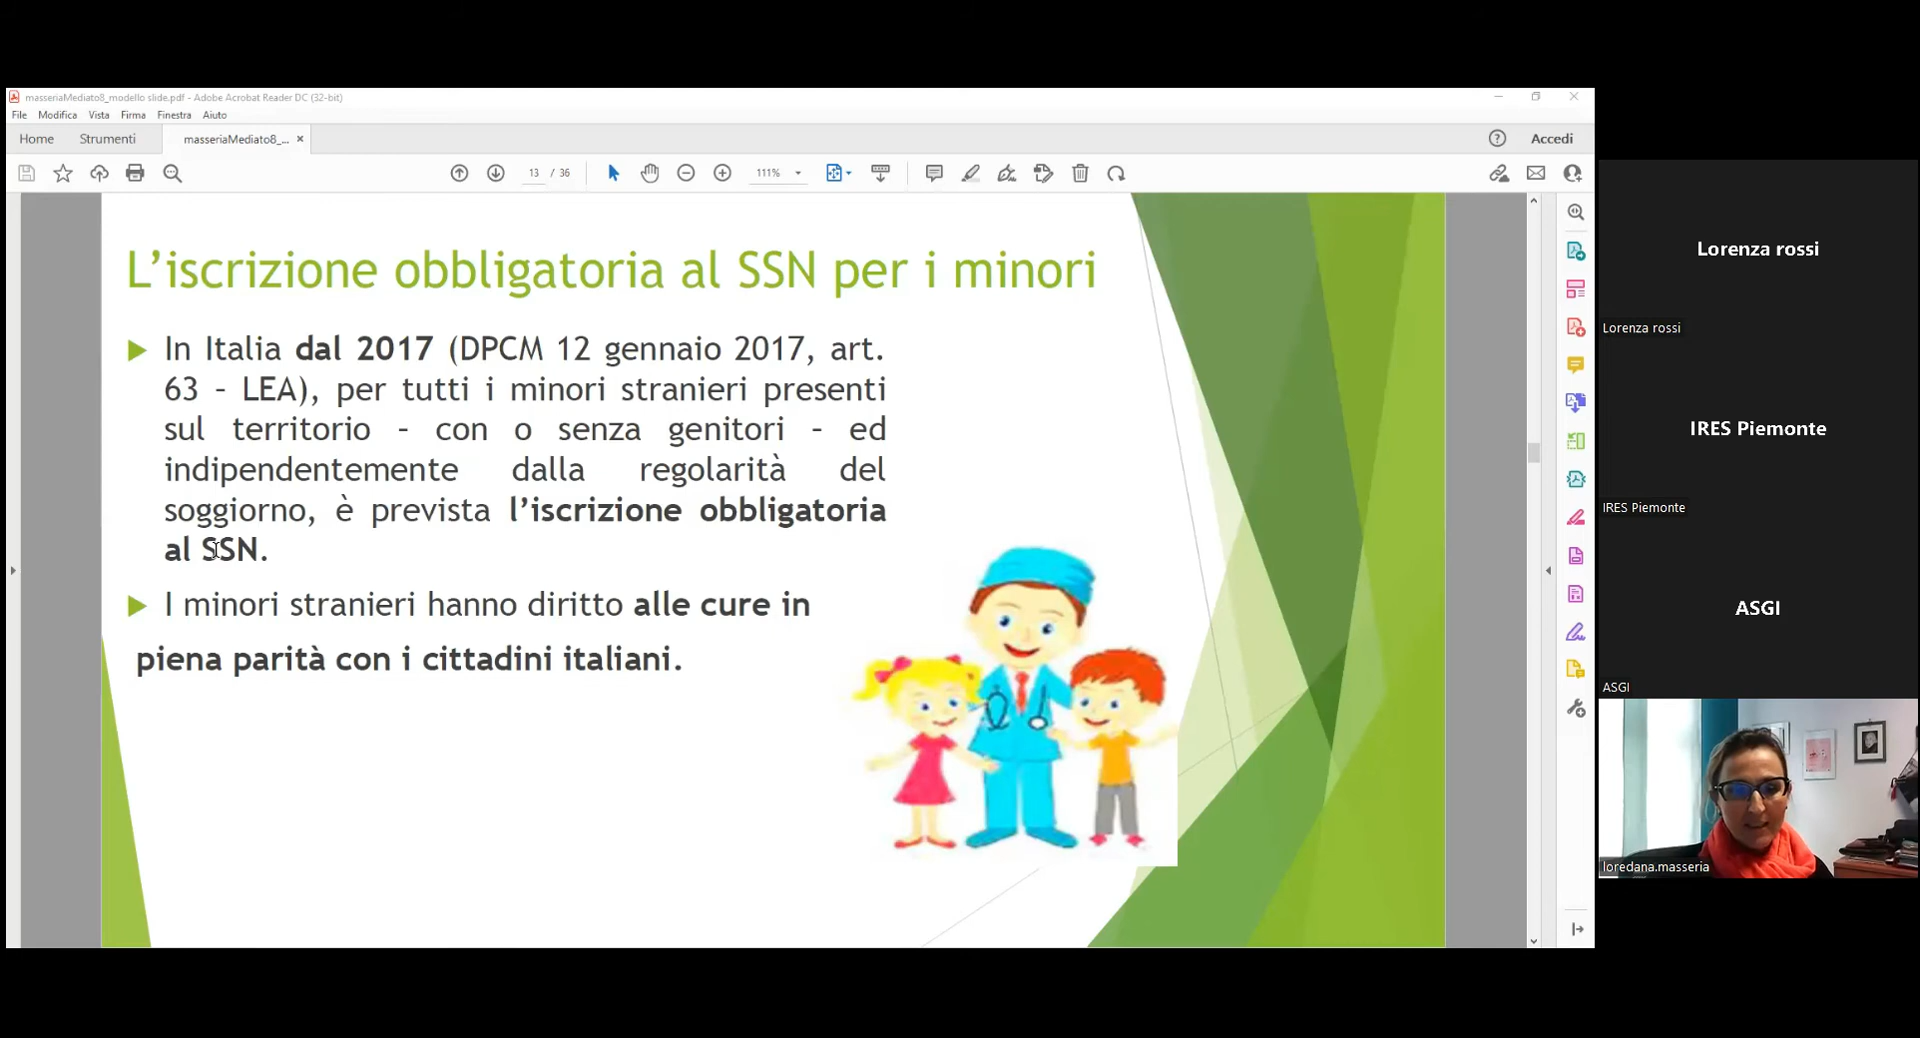 masseriaMediato8_modello slide.pdf - Adobe Acrobat Reader DC (32-bit)
File Modifica Vista Firma Finestra Aiuto
Home Strumenti masseriaMediato8_... × Accedi
13 / 36 111%
L’iscrizione obbligatoria al SSN per i minori
In Italia dal 2017 (DPCM 12 gennaio 2017, art.
63 – LEA), per tutti i minori stranieri presenti
sul territorio – con o senza genitori – ed
indipendentemente dalla regolarità del
soggiorno, è prevista l’iscrizione obbligatoria
al SSN.
I minori stranieri hanno diritto alle cure in
piena parità con i cittadini italiani.
Lorenza rossi
Lorenza rossi
IRES Piemonte
IRES Piemonte
ASGI
ASGI
loredana.masseria